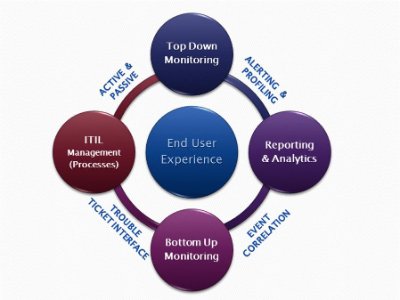 Top Down
Monitoring
ACTIVE &
PASSIVE
ALERTING &
PROFILING
ITIL
Management
(Processes)
End User
Experience
Reporting
& Analytics
TROUBLE
TICKET INTERFACE
EVENT
CORRELATION
Bottom Up
Monitoring